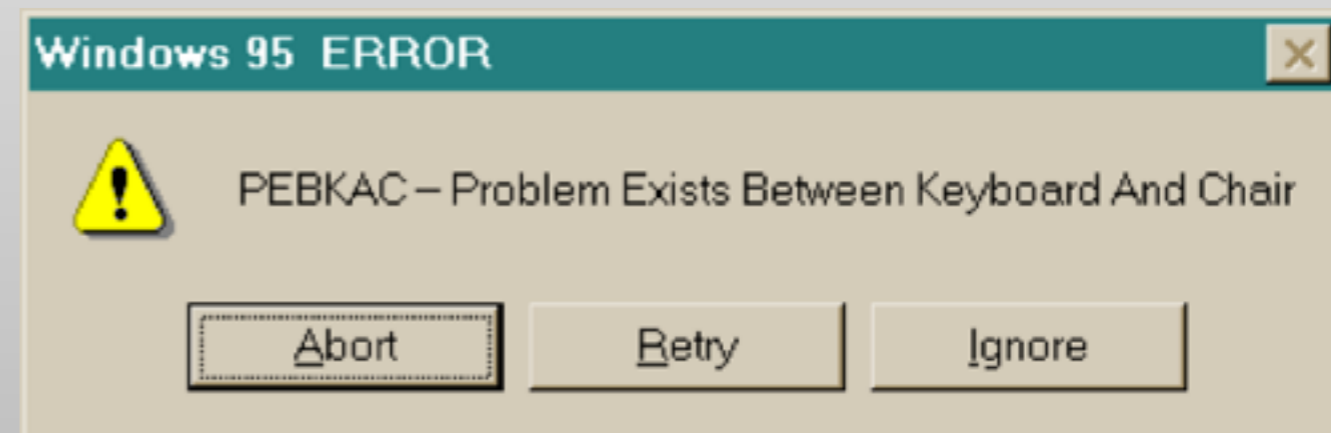 Windows 95 ERROR
PEBKAC – Problem Exists Between Keyboard And Chair
Abort Retry Ignore